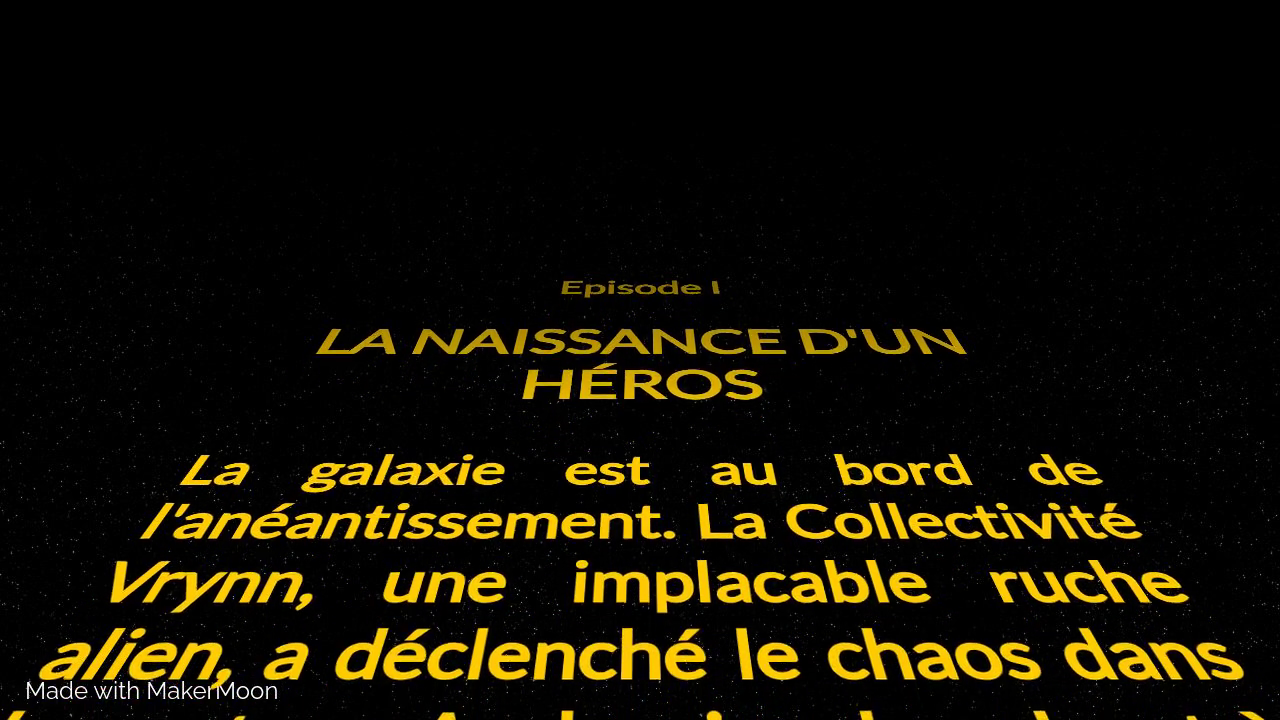 Episode I
LA NAISSANCE D'UN
HÉROS
La galaxie est au bord de
l'anéantissement. La Collectivité
Vrynn, une implacable ruche
alien, a déclenché le chaos dans
Made with MakerMoon